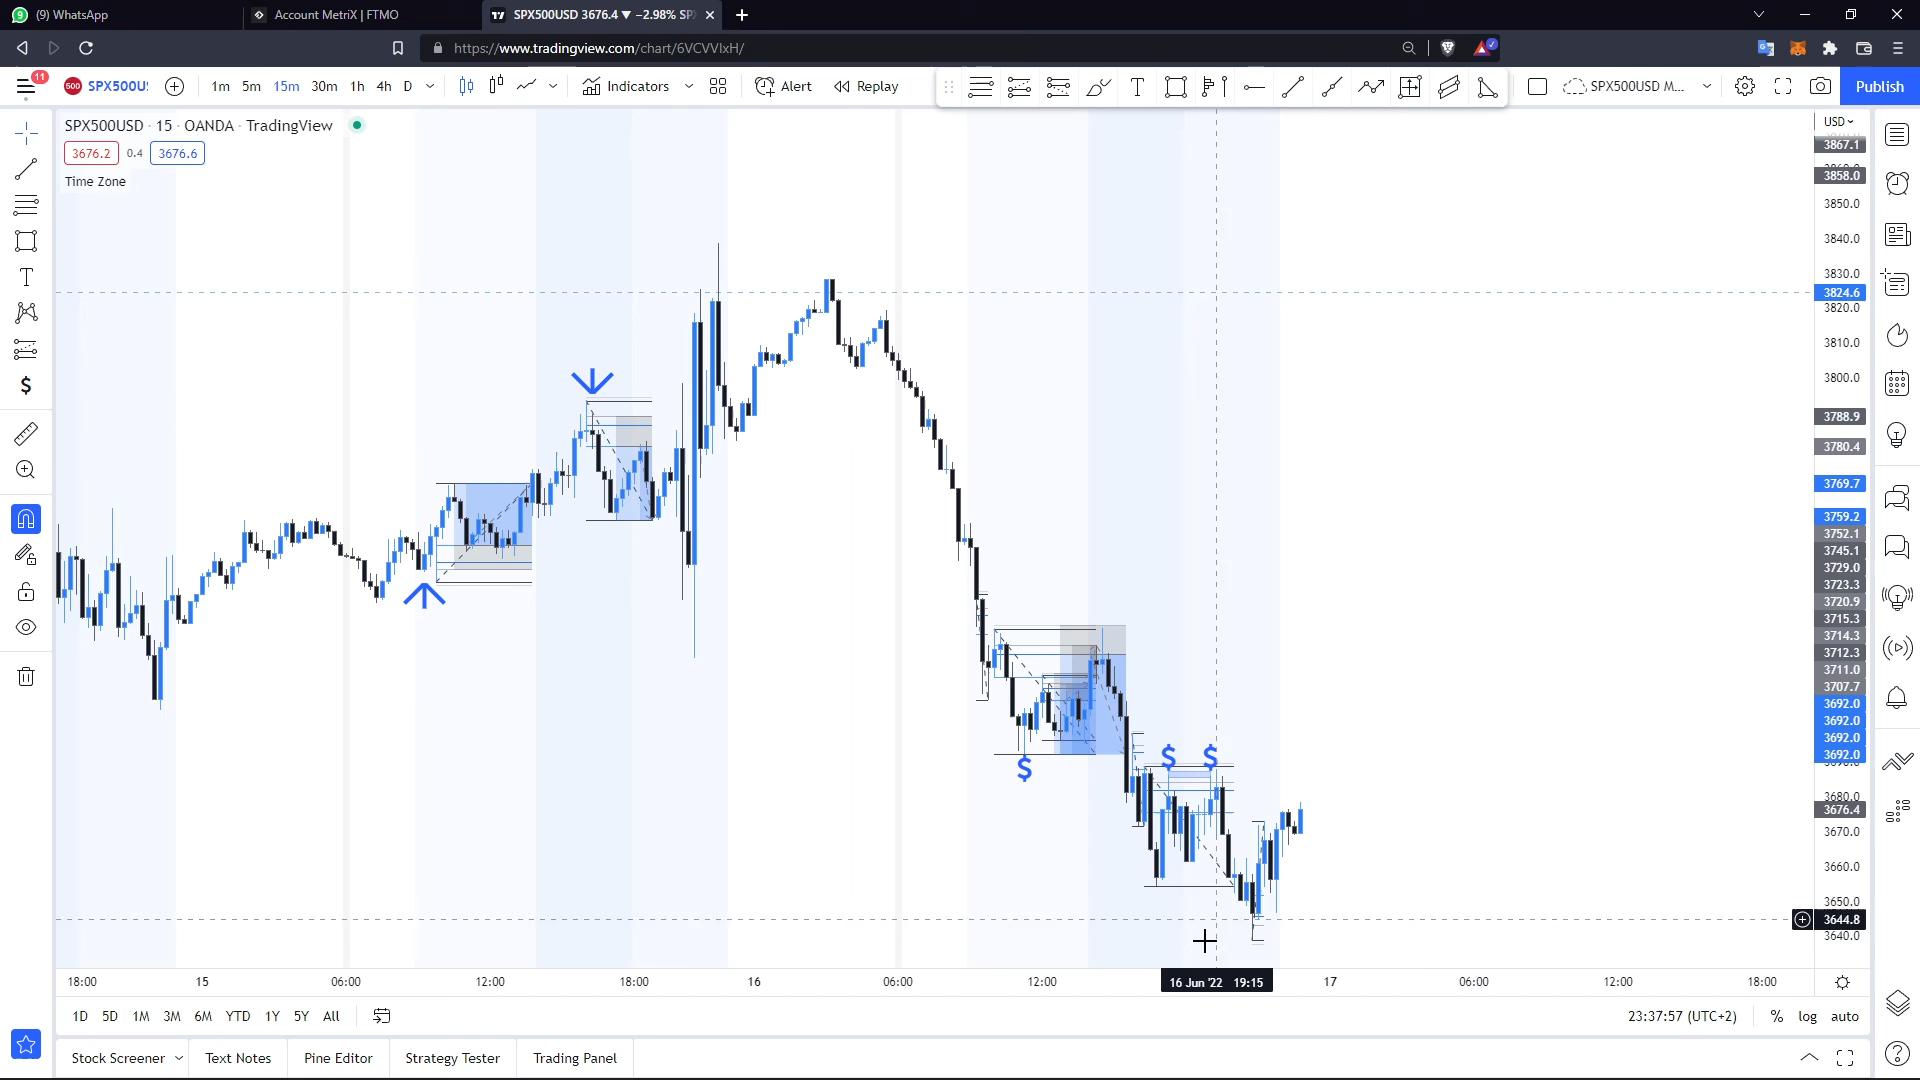 (9) WhatsApp
Account MetriX | FTMO
SPX500USD 3676.4 ▼ −2.98% SP
https://www.tradingview.com/chart/6VCVVlxH/
11
500
SPX500US
1m 5m 15m 30m 1h 4h D
Indicators
Alert
Replay
SPX500USD M...
Publish
SPX500USD · 15 · OANDA · TradingView
3676.2 0.4 3676.6
Time Zone
USD
3867.1
3858.0
3850.0
3840.0
3830.0
3824.6
3820.0
3810.0
3800.0
3788.9
3780.4
3769.7
3759.2
3752.1
3745.1
3729.0
3723.3
3720.9
3715.3
3714.3
3712.3
3711.0
3707.7
3692.0
3692.0
3692.0
3692.0
3680.0
3676.4
3670.0
3660.0
3650.0
3644.8
3640.0
$
$ $
18:00 15 06:00 12:00 18:00 16 06:00 12:00 16 Jun '22 19:15 17 06:00 12:00 18:00
1D 5D 1M 3M 6M YTD 1Y 5Y All
23:37:57 (UTC+2) % log auto
Stock Screener Text Notes Pine Editor Strategy Tester Trading Panel